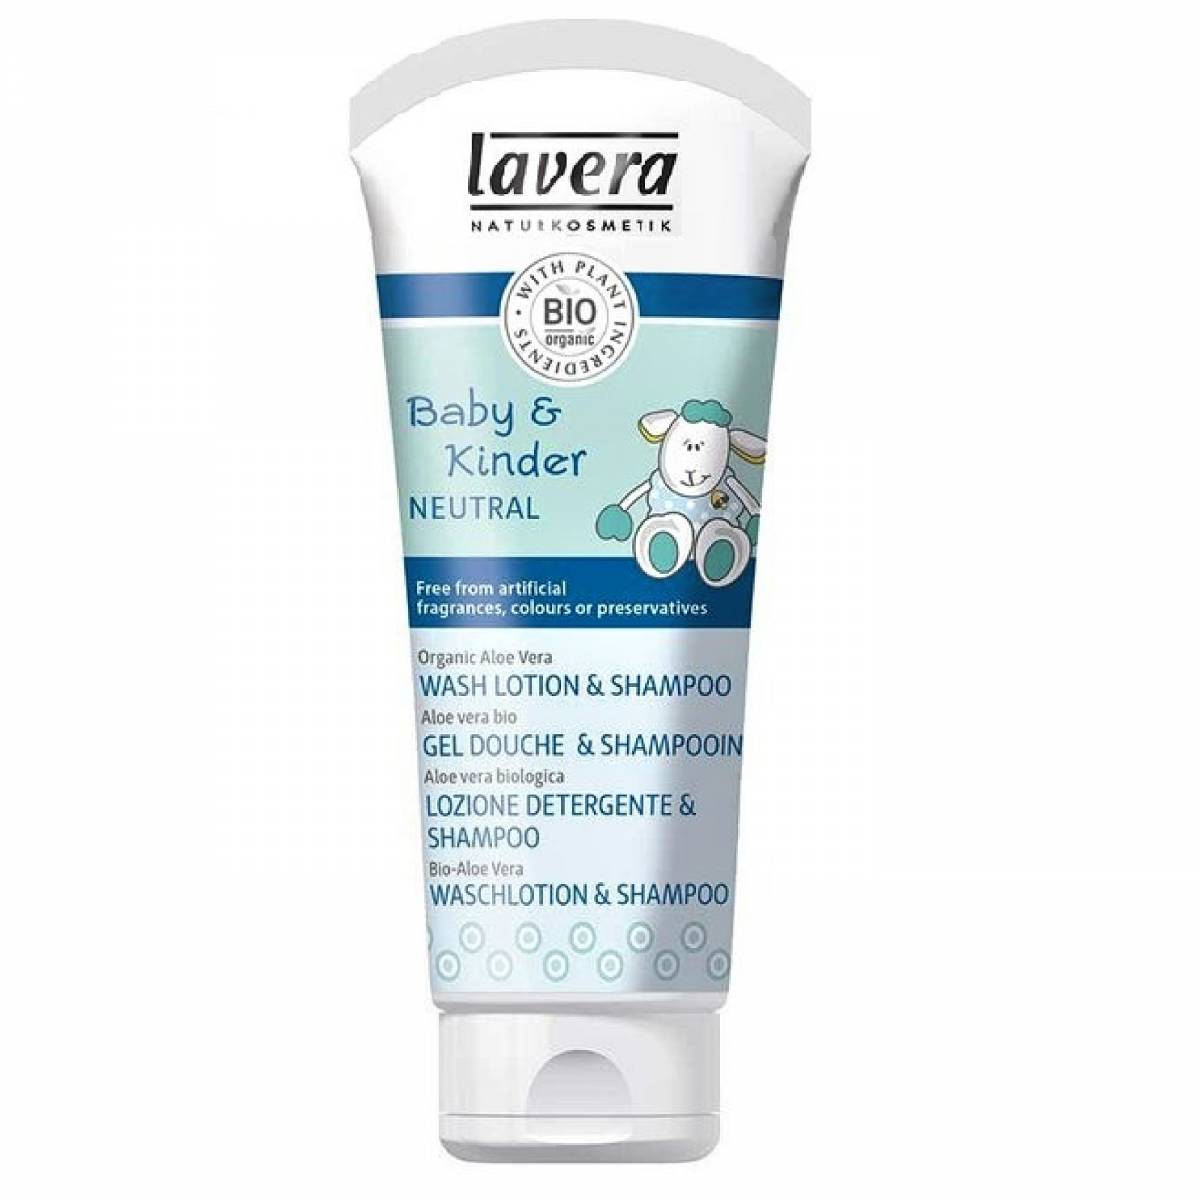 lavera
NATURKOSMETIK
WITH PLANT INGREDIENTS
BIO
organic
Baby &
Kinder
NEUTRAL
Free from artificial
fragrances, colours or preservatives
Organic Aloe Vera
WASH LOTION & SHAMPOO
Aloe vera bio
GEL DOUCHE & SHAMPOOIN
Aloe vera biologica
LOZIONE DETERGENTE &
SHAMPOO
Bio-Aloe Vera
WASCHLOTION & SHAMPOO